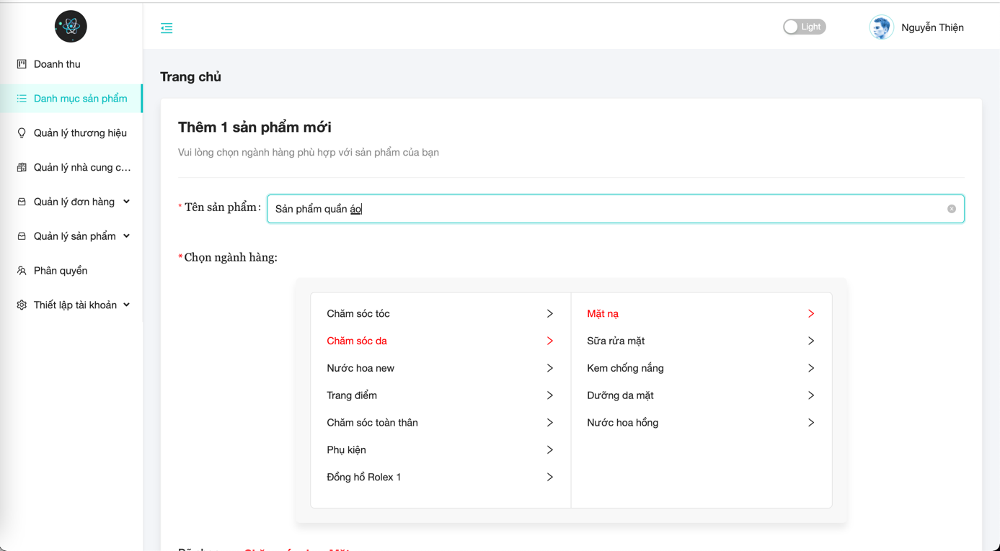 Light
Nguyễn Thiện
Doanh thu
Danh mục sản phẩm
Quản lý thương hiệu
Quản lý nhà cung c...
Quản lý đơn hàng
Quản lý sản phẩm
Phân quyền
Thiết lập tài khoản
Trang chủ
Thêm 1 sản phẩm mới
Vui lòng chọn ngành hàng phù hợp với sản phẩm của bạn
* Tên sản phẩm: Sản phẩm quần áo
* Chọn ngành hàng:
Chăm sóc tóc
Chăm sóc da
Nước hoa new
Trang điểm
Chăm sóc toàn thân
Phụ kiện
Đồng hồ Rolex 1
Mặt nạ
Sữa rửa mặt
Kem chống nắng
Dưỡng da mặt
Nước hoa hồng